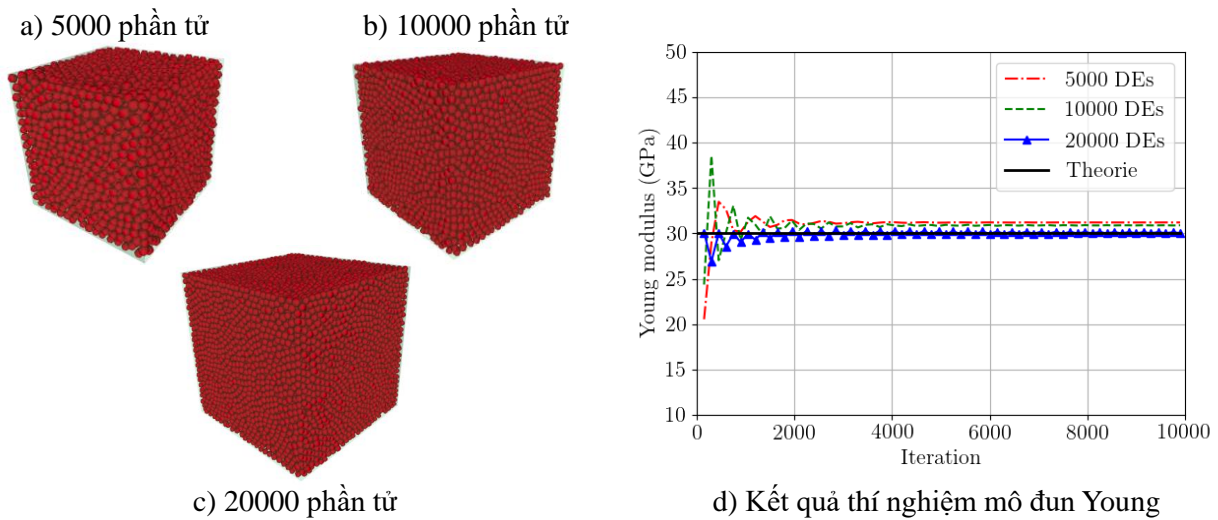 a) 5000 phần tử
b) 10000 phần tử
c) 20000 phần tử
50
45
40
35
30
25
20
15
10
Young modulus (GPa)
5000 DEs
10000 DEs
20000 DEs
Theorie
0
2000
4000
6000
8000
10000
Iteration
d) Kết quả thí nghiệm mô đun Young